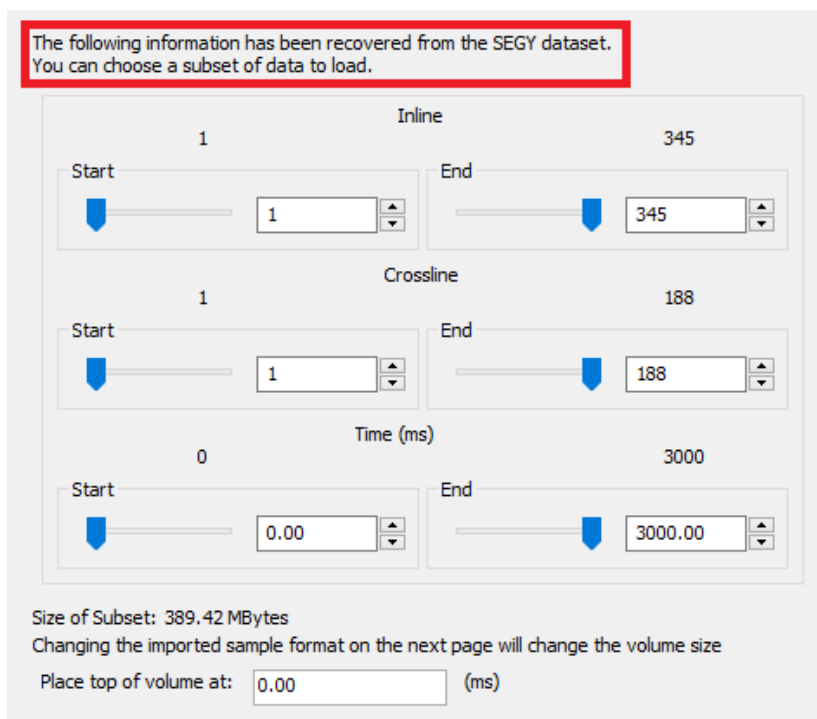 The following information has been recovered from the SEGY dataset.
You can choose a subset of data to load.
Inline
1 345
Start End
1 345
Crossline
1 188
Start End
1 188
Time (ms)
0 3000
Start End
0.00 3000.00
Size of Subset: 389.42 MBytes
Changing the imported sample format on the next page will change the volume size
Place top of volume at: 0.00 (ms)